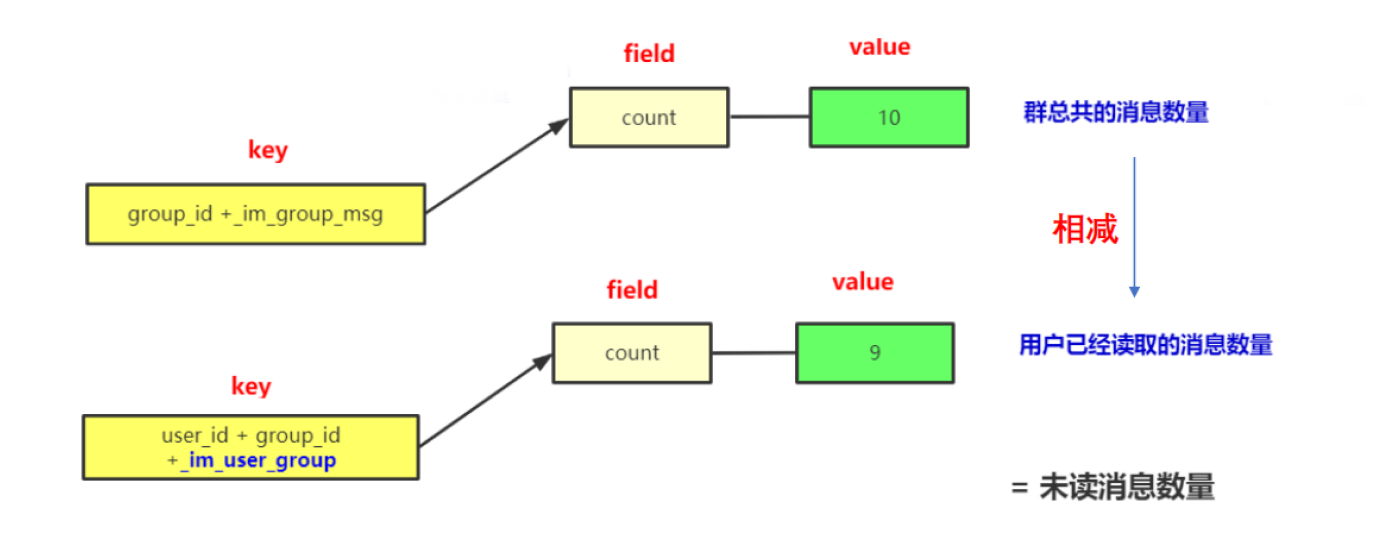 field
value
count
10
群总共的消息数量
key
group_id +_im_group_msg
相减
field
value
count
9
用户已经读取的消息数量
key
user_id + group_id
+_im_user_group
= 未读消息数量